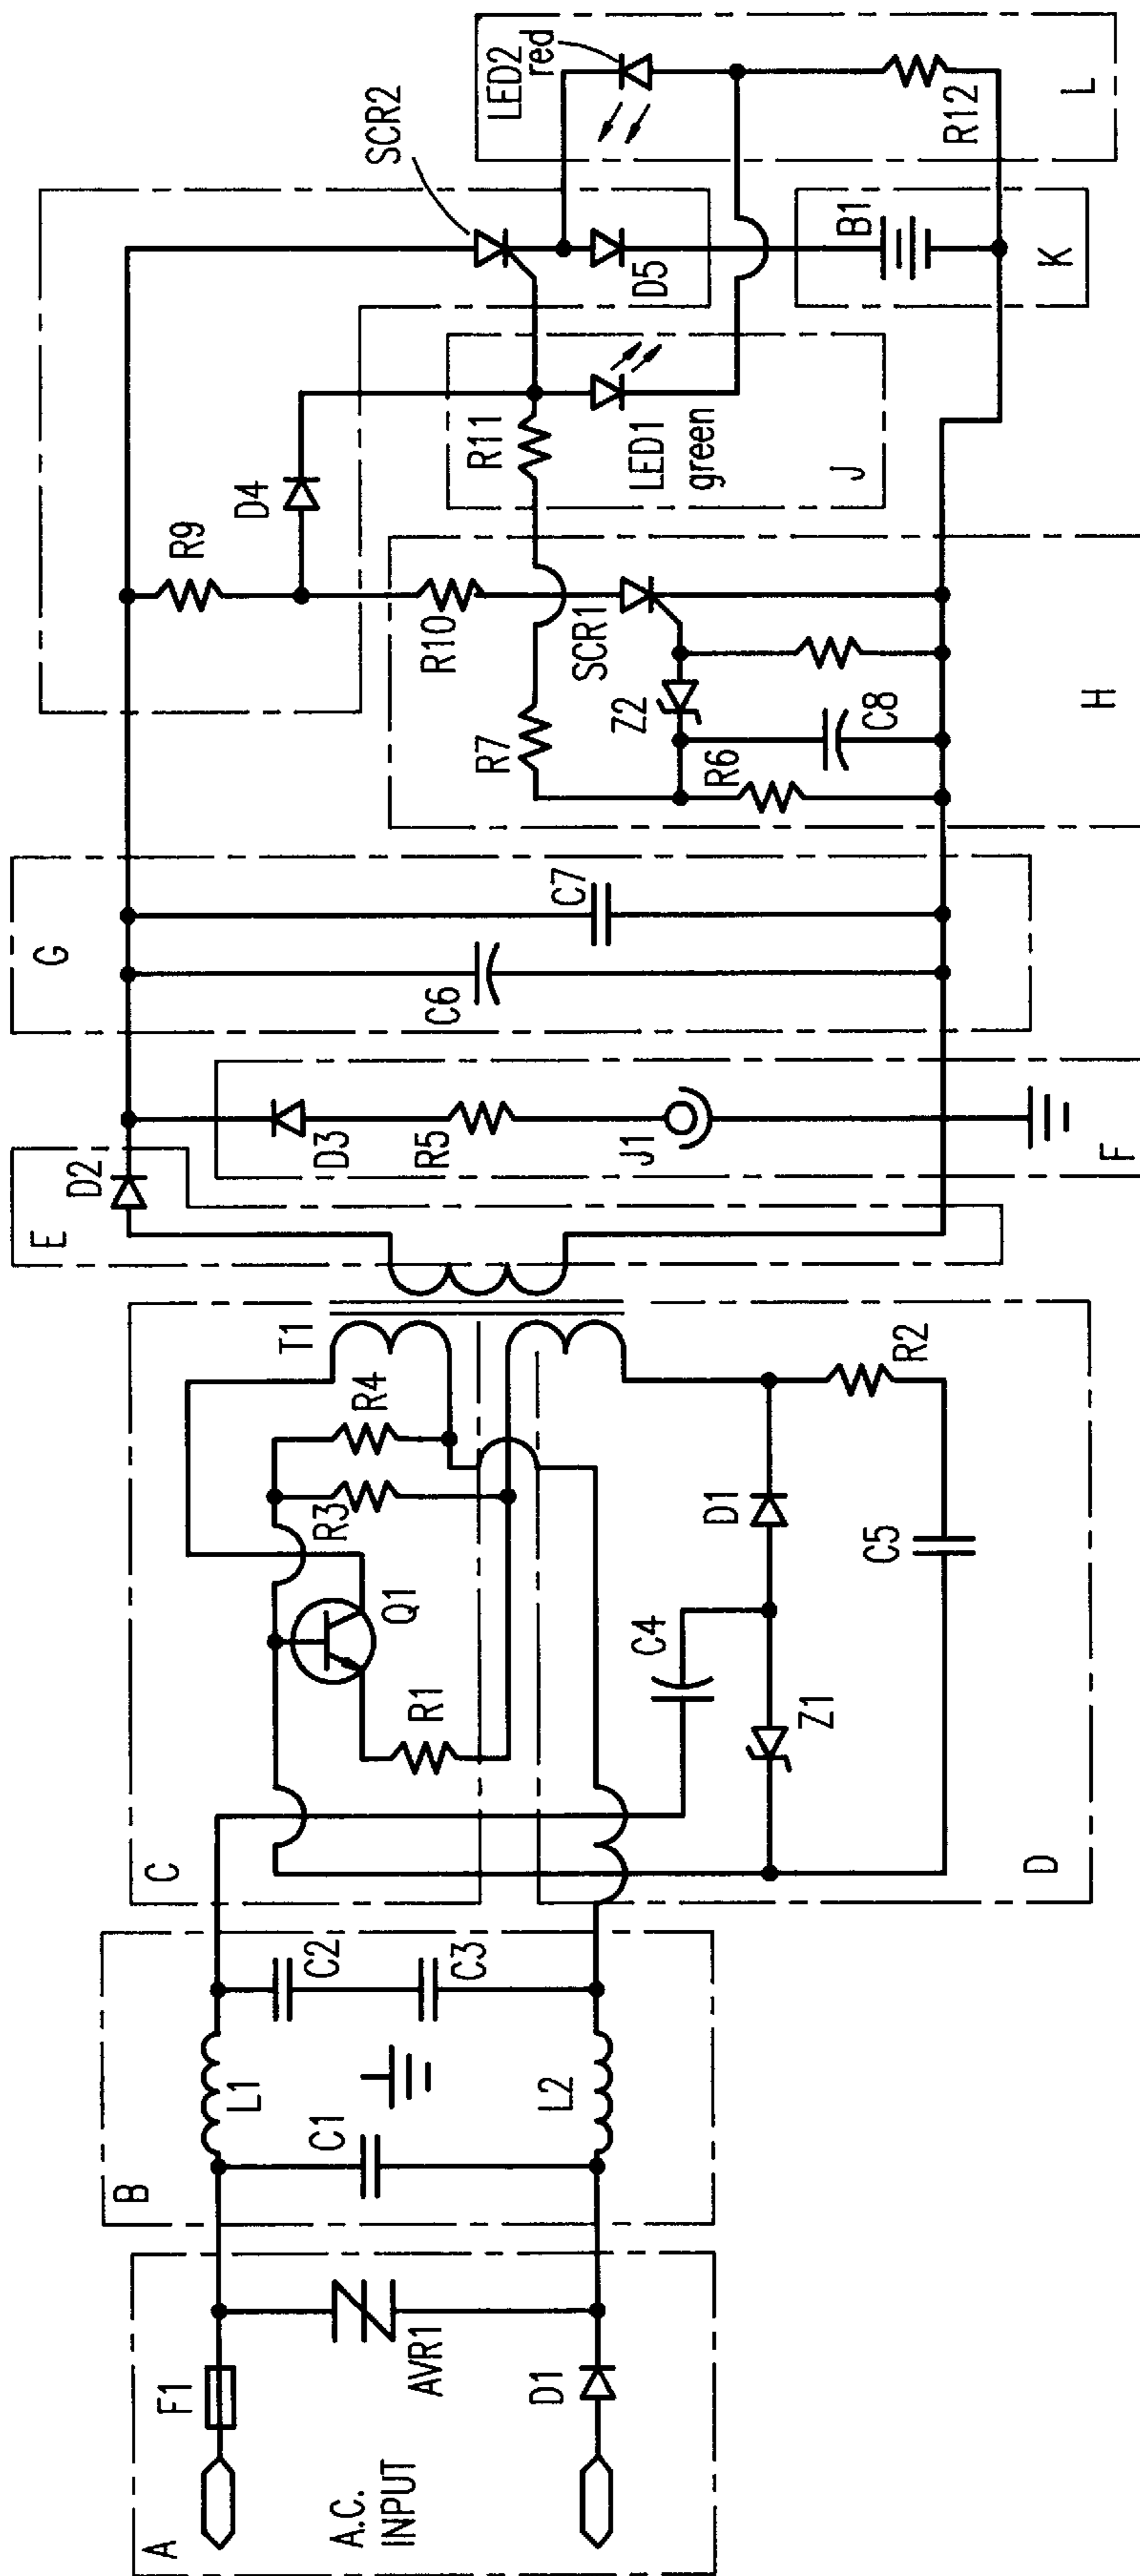 A
A.C.
INPUT
F1
AVR1
D1
B
L1
C1
L2
C2
C3
C
Q1
R1
R3
R4
T1
D
C4
Z1
D1
C5
R2
E
D2
F
D3
R5
J1
G
C6
C7
H
R7
R6
C8
Z2
SCR1
R10
R9
D4
J
R11
LED1
green
SCR2
D5
K
B1
L
LED2
red
R12